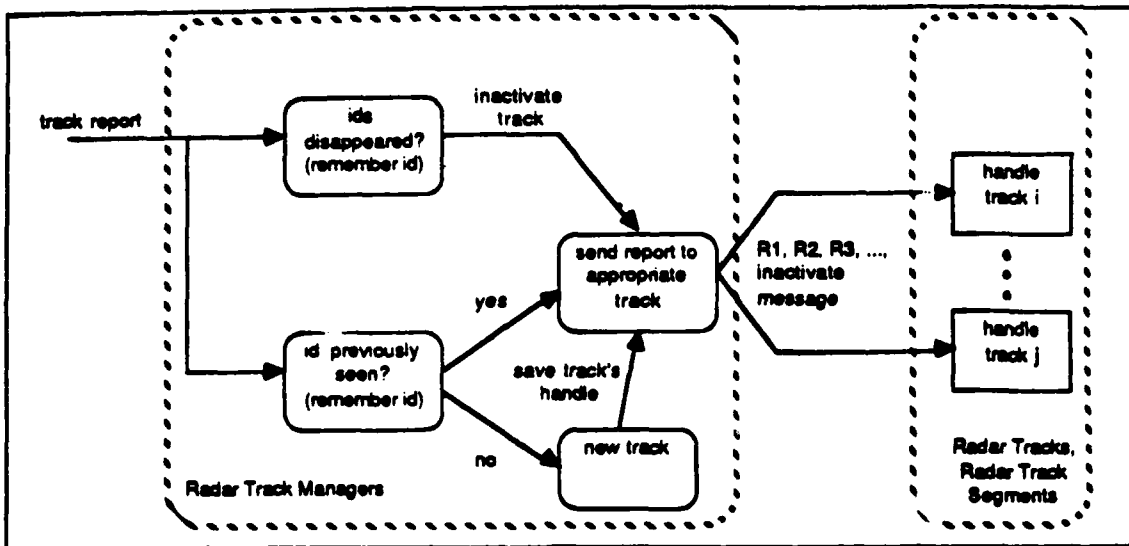 track report
ids
disappeared?
(remember id)
inactivate
track
send report to
appropriate
track
yes
id previously
seen?
(remember id)
save track's
handle
no
new track
Radar Track Managers
R1, R2, R3, ...,
inactivate
message
handle
track i
handle
track j
Radar Tracks,
Radar Track
Segments